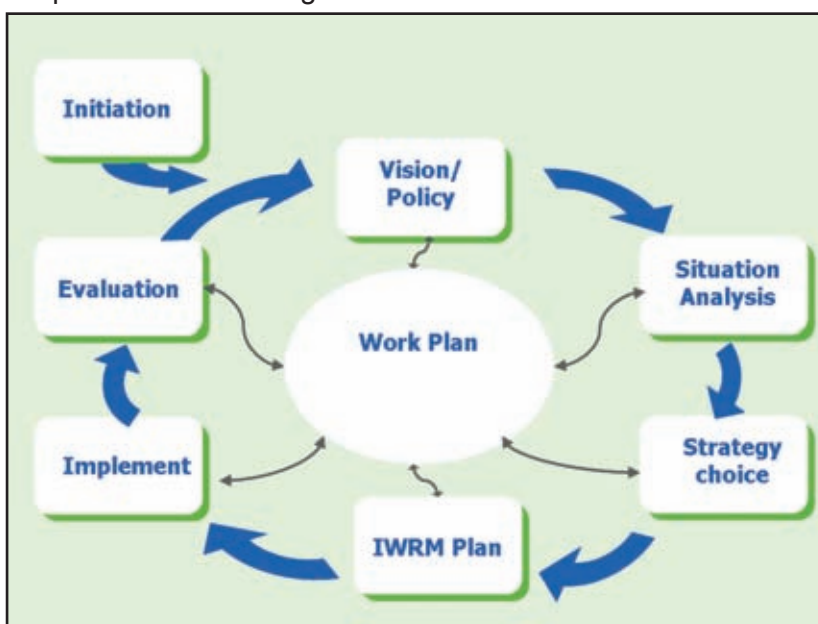 Initiation
Vision/
Policy
Situation
Analysis
Evaluation
Work Plan
Strategy
choice
Implement
IWRM Plan